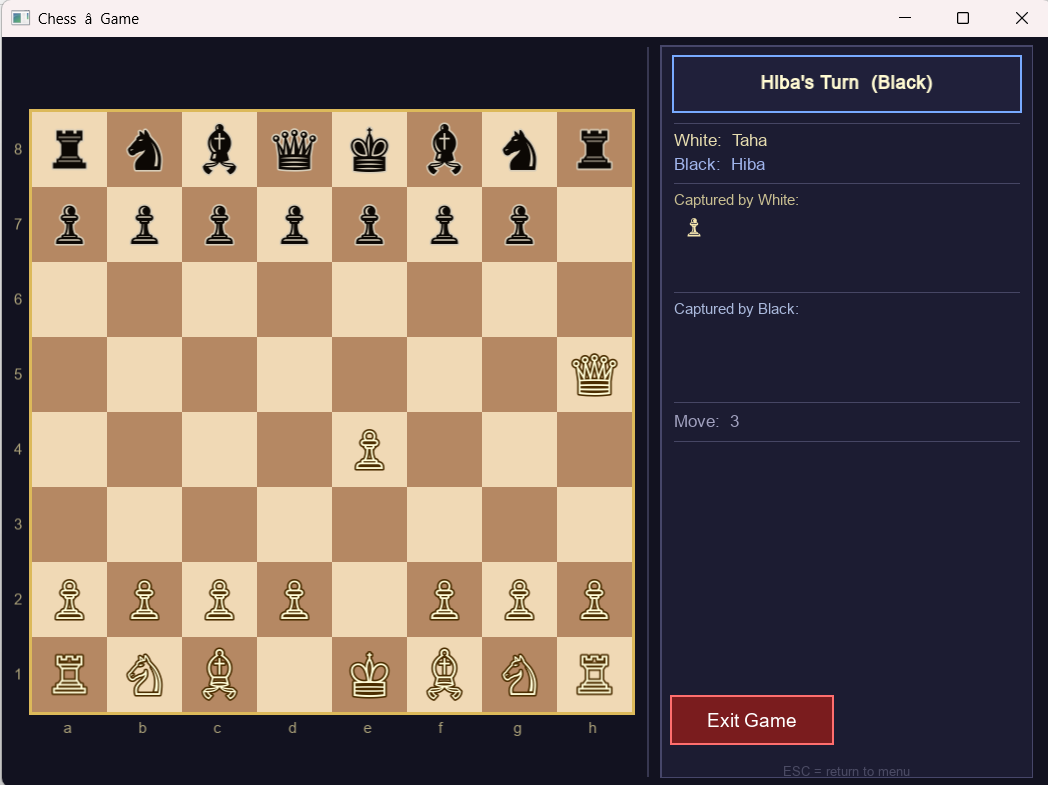 Chess â Game
Hiba's Turn (Black)
White: Taha
Black: Hiba
Captured by White:
Captured by Black:
Move: 3
Exit Game
ESC = return to menu
8
7
6
5
4
3
2
1
a b c d e f g h